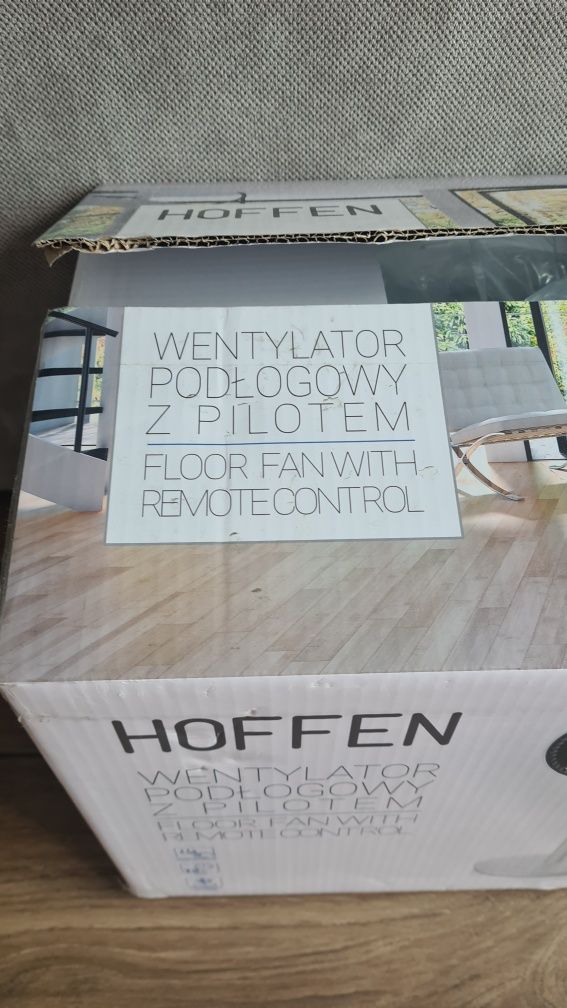 HOFFEN
WENTYLATOR
PODŁOGOWY
Z PILOTEM
FLOOR FAN WITH
REMOTE CONTROL
HOFFEN
WENTYLATOR
PODŁOGOWY
Z PILOTEM
FLOOR FAN WITH
REMOTE CONTROL